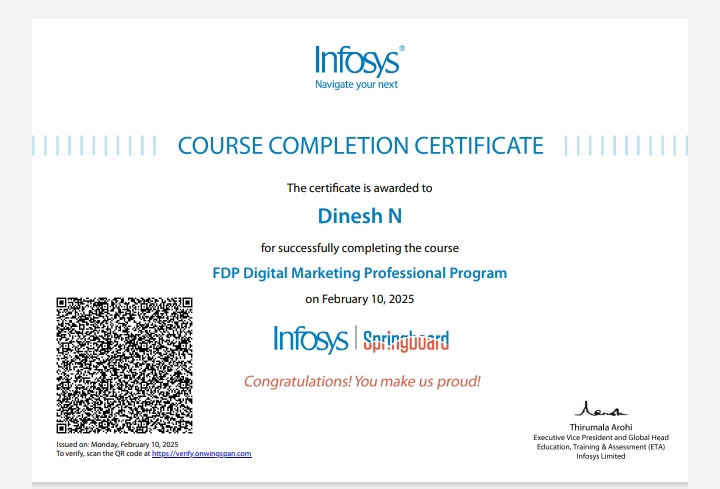 Infosys®
Navigate your next
COURSE COMPLETION CERTIFICATE
The certificate is awarded to
Dinesh N
for successfully completing the course
FDP Digital Marketing Professional Program
on February 10, 2025
Infosys | Springboard
Congratulations! You make us proud!
Issued on: Monday, February 10, 2025
To verify, scan the QR code at https://verify.onwingspan.com
Thirumala Arohi
Executive Vice President and Global Head
Education, Training & Assessment (ETA)
Infosys Limited